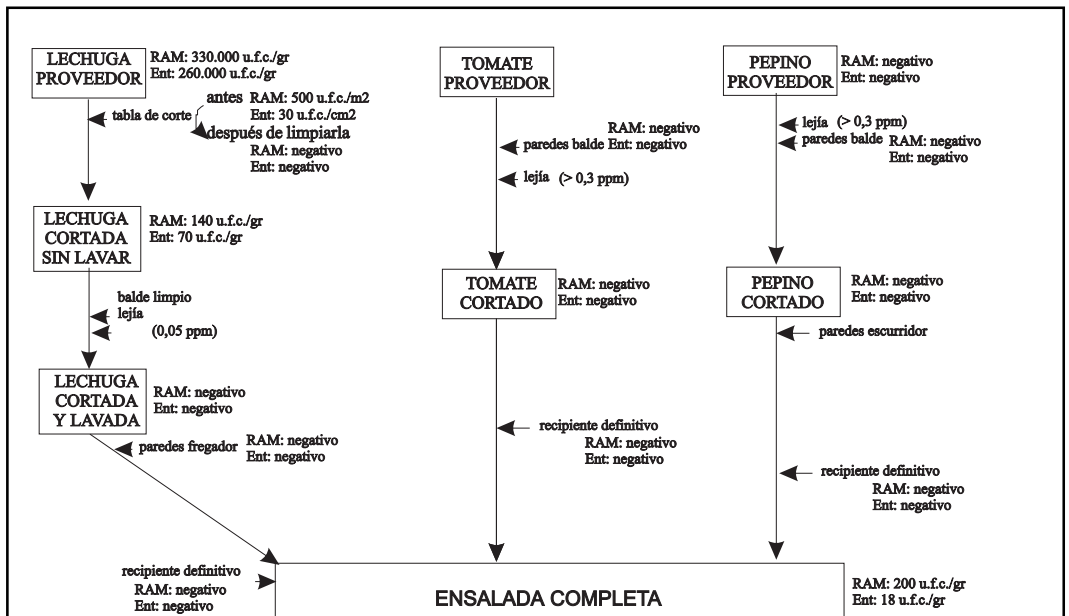 LECHUGA
PROVEEDOR
RAM: 330.000 u.f.c./gr
Ent: 260.000 u.f.c./gr
tabla de corte
antes RAM: 500 u.f.c./m2
Ent: 30 u.f.c./cm2
después de limpiarla
RAM: negativo
Ent: negativo
LECHUGA
CORTADA
SIN LAVAR
RAM: 140 u.f.c./gr
Ent: 70 u.f.c./gr
balde limpio
lejía
(0,05 ppm)
LECHUGA
CORTADA
Y LAVADA
RAM: negativo
Ent: negativo
paredes fregador RAM: negativo
Ent: negativo
TOMATE
PROVEEDOR
RAM: negativo
paredes balde Ent: negativo
lejía (> 0,3 ppm)
TOMATE
CORTADO
RAM: negativo
Ent: negativo
recipiente definitivo
RAM: negativo
Ent: negativo
PEPINO
PROVEEDOR
RAM: negativo
Ent: negativo
lejía (> 0,3 ppm)
paredes balde RAM: negativo
Ent: negativo
PEPINO
CORTADO
RAM: negativo
Ent: negativo
paredes escurridor
recipiente definitivo
RAM: negativo
Ent: negativo
recipiente definitivo
RAM: negativo
Ent: negativo
ENSALADA COMPLETA
RAM: 200 u.f.c./gr
Ent: 18 u.f.c./gr